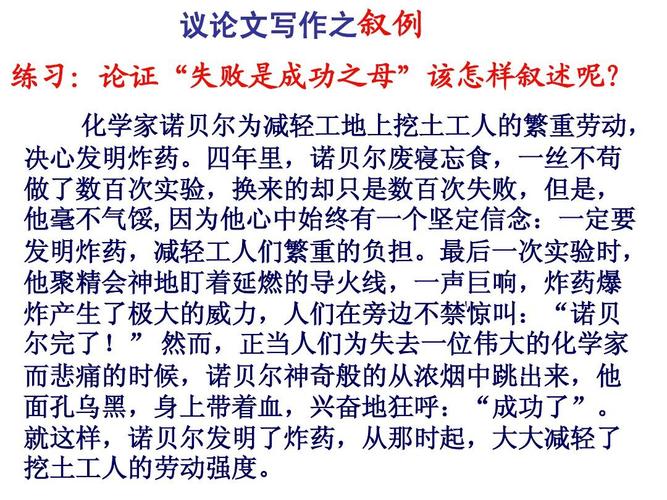 议论文写作之叙例
练习：论证“失败是成功之母”该怎样叙述呢？
化学家诺贝尔为减轻工地上挖土工人的繁重劳动，
决心发明炸药。四年里，诺贝尔废寝忘食，一丝不苟
做了数百次实验，换来的却只是数百次失败，但是，
他毫不气馁,因为他心中始终有一个坚定信念：一定要
发明炸药，减轻工人们繁重的负担。最后一次实验时，
他聚精会神地盯着延燃的导火线，一声巨响，炸药爆
炸产生了极大的威力，人们在旁边不禁惊叫：“诺贝
尔完了！” 然而，正当人们为失去一位伟大的化学家
而悲痛的时候，诺贝尔神奇般的从浓烟中跳出来，他
面孔乌黑，身上带着血，兴奋地狂呼：“成功了”。
就这样，诺贝尔发明了炸药，从那时起，大大减轻了
挖土工人的劳动强度。